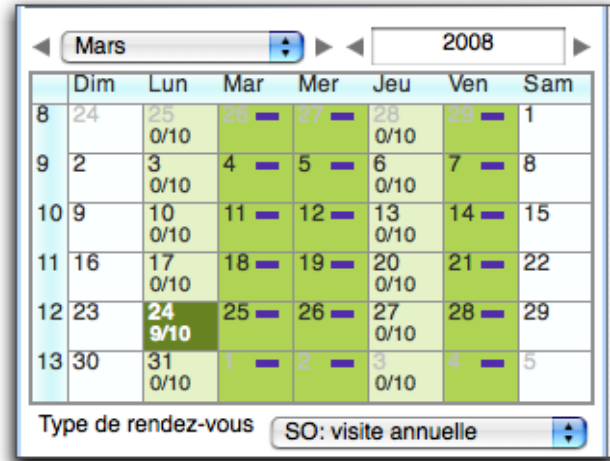 Mars 2008
Dim Lun Mar Mer Jeu Ven Sam
8 24 25 26 27 28 29 1
0/10 0/10
9 2 3 4 5 6 7 8
0/10 0/10
10 9 10 11 12 13 14 15
0/10 0/10
11 16 17 18 19 20 21 22
0/10 0/10
12 23 24 25 26 27 28 29
9/10 0/10
13 30 31 1 2 3 4 5
0/10 0/10
Type de rendez-vous SO: visite annuelle